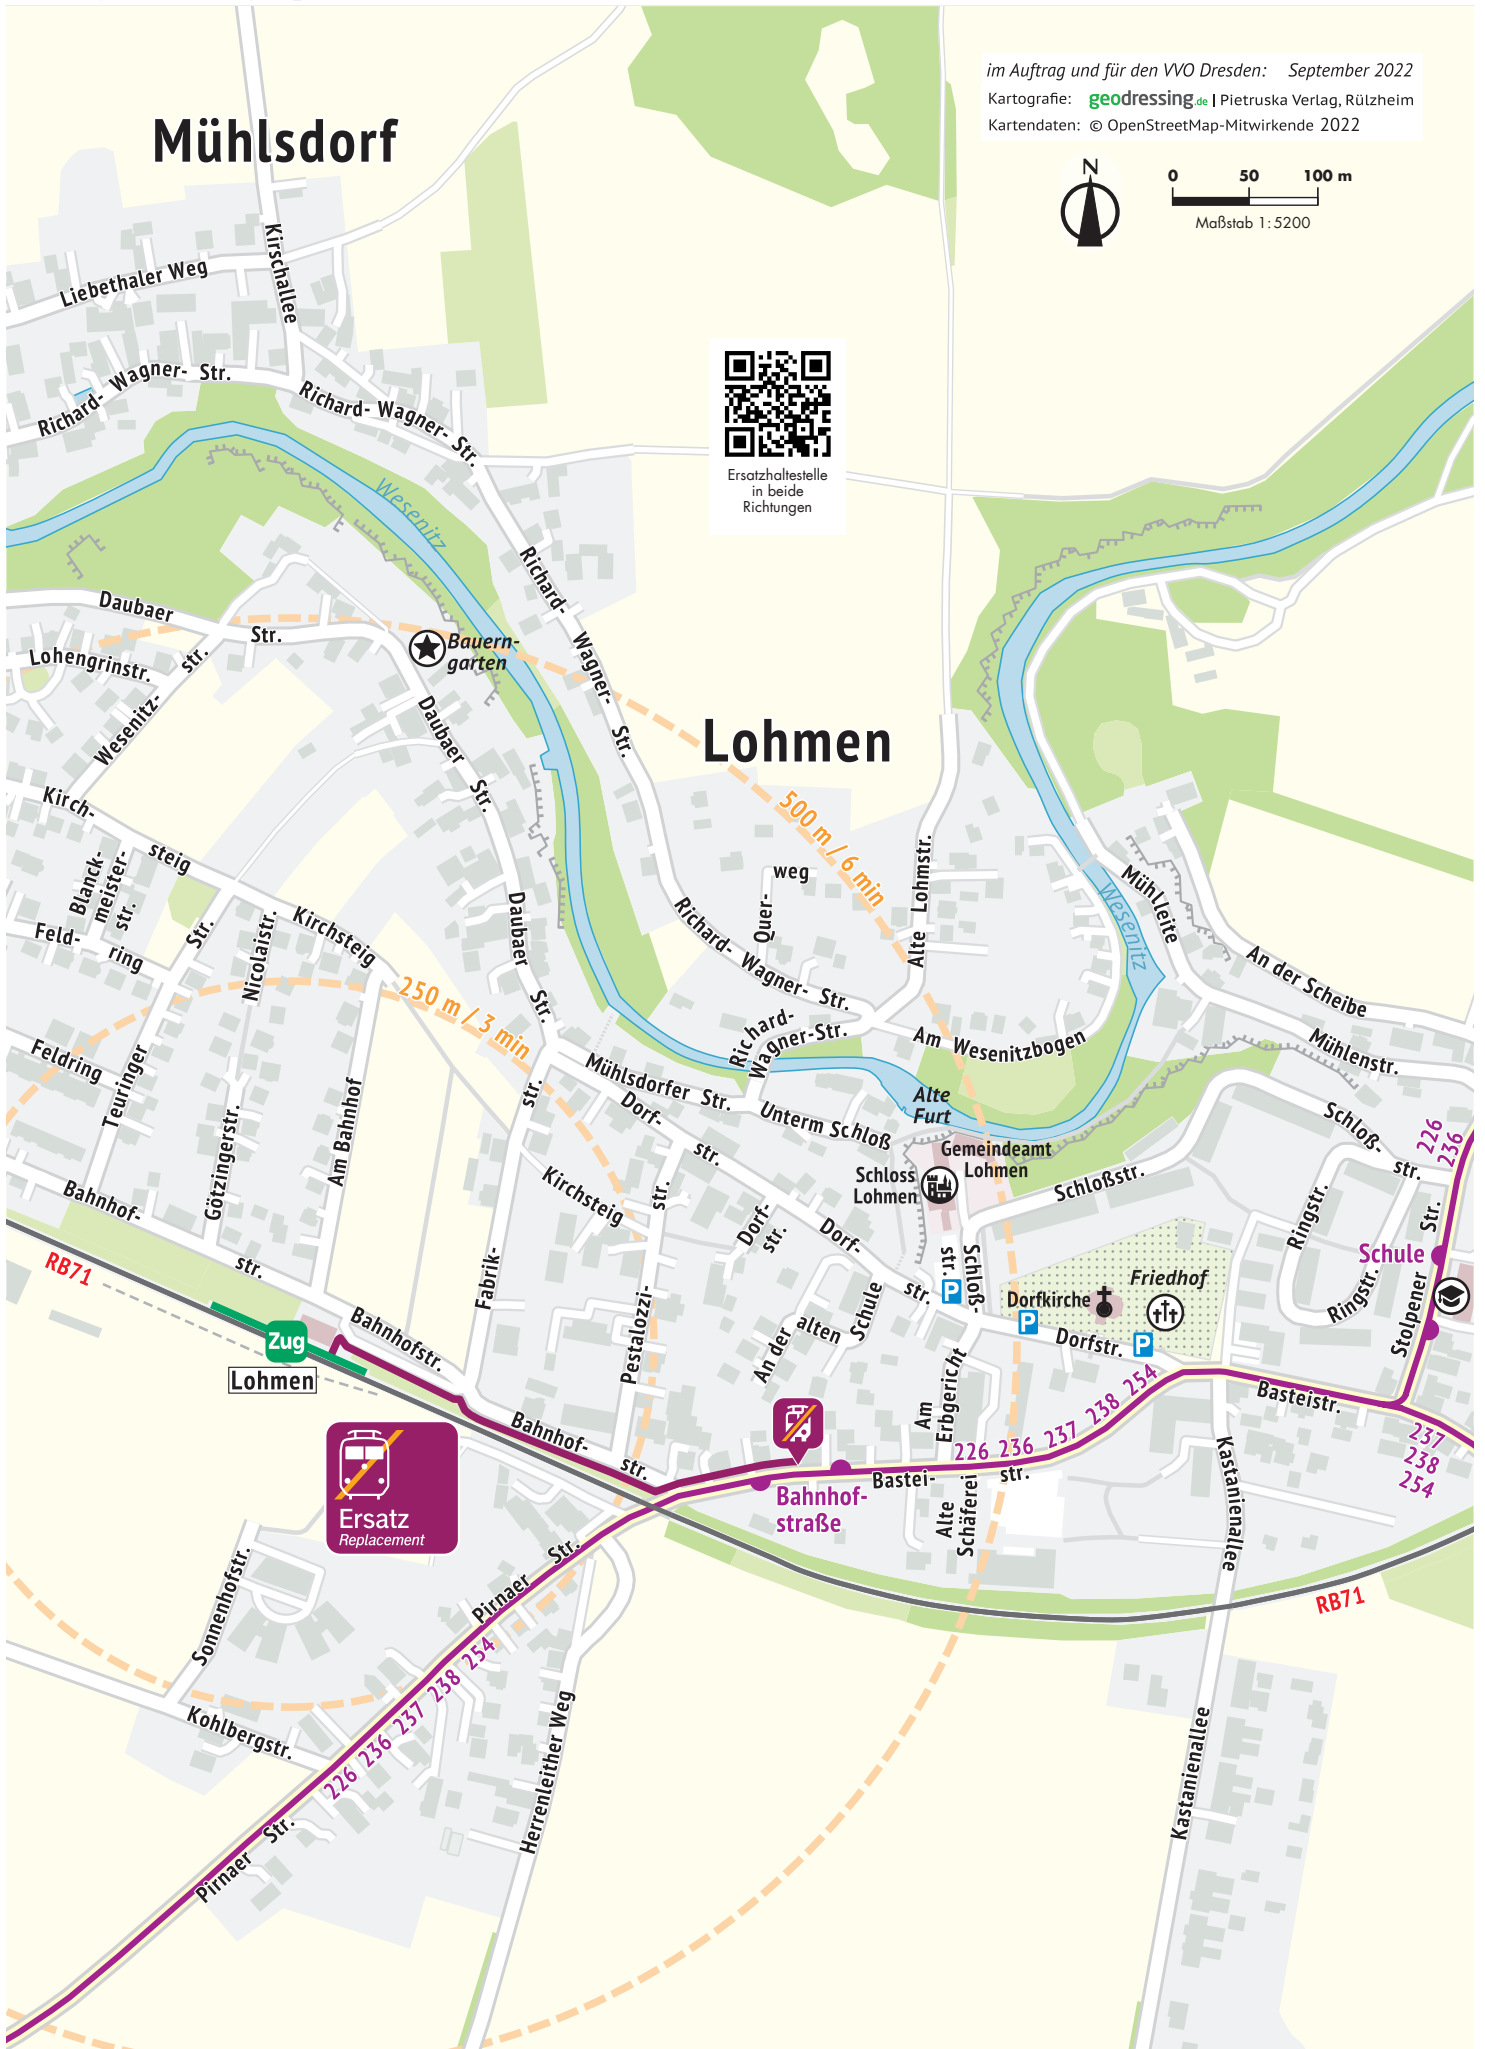 im Auftrag und für den VVO Dresden: September 2022
Kartografie: geodressing.de | Pietruska Verlag, Rülzheim
Kartendaten: © OpenStreetMap-Mitwirkende 2022
N
0 50 100 m
Maßstab 1:5200
Mühlsdorf
Kirschallee
Liebethaler Weg
Richard- Wagner- Str.
Richard- Wagner- Str.
Ersatzhaltestelle
in beide
Richtungen
Wesenitz
Richard-
Wagner-
Str.
Daubaer
Str.
Bauern-
garten
Lohengrinstr.
Wesenitz-
str.
Daubaer
Str.
Lohmen
500 m / 6 min
Kirch-
steig
Blanck-
meister-
str.
Feld-
ring
Str.
Nicolaistr.
Kirchsteig
Daubaer
Str.
250 m / 3 min
Quer-
weg
Alte Lohmstr.
Richard- Wagner- Str.
Richard-
Wagner-Str.
Am Wesenitzbogen
Wesenitz
Mühlleite
An der Scheibe
Mühlenstr.
Feldring
Teuringer
Götzingerstr.
Am Bahnhof
str.
Mühlsdorfer Str.
Unterm Schloß
Alte
Furt
Gemeindeamt
Lohmen
Schloss
Lohmen
Schloßstr.
Schloß-
str.
226
236
Dorf-
str.
Kirchsteig
str.
Dorf-
str.
Dorf-
str.
Bahnhof-
str.
RB71
Zug
Lohmen
Bahnhofstr.
Fabrik-
Pestalozzi-
An der
alten
Schule
str.
Schloß-
P
Dorfkirche
P
Friedhof
Dorfstr.
P
Ringstr.
Ringstr.
Str.
Schule
Stolpener
Am
Erbgericht
Basteistr.
237
238
254
226 236 237 238 254
Bahnhof-
str.
Bahnhof-
straße
Bastei-
str.
Alte
Schäferei
Kastanienallee
Ersatz
Replacement
Pirnaer
Str.
RB71
Sonnenhofstr.
Kohlbergstr.
226 236 237 238 254
Herrenleither Weg
Kastanienallee
Pirnaer
Str.